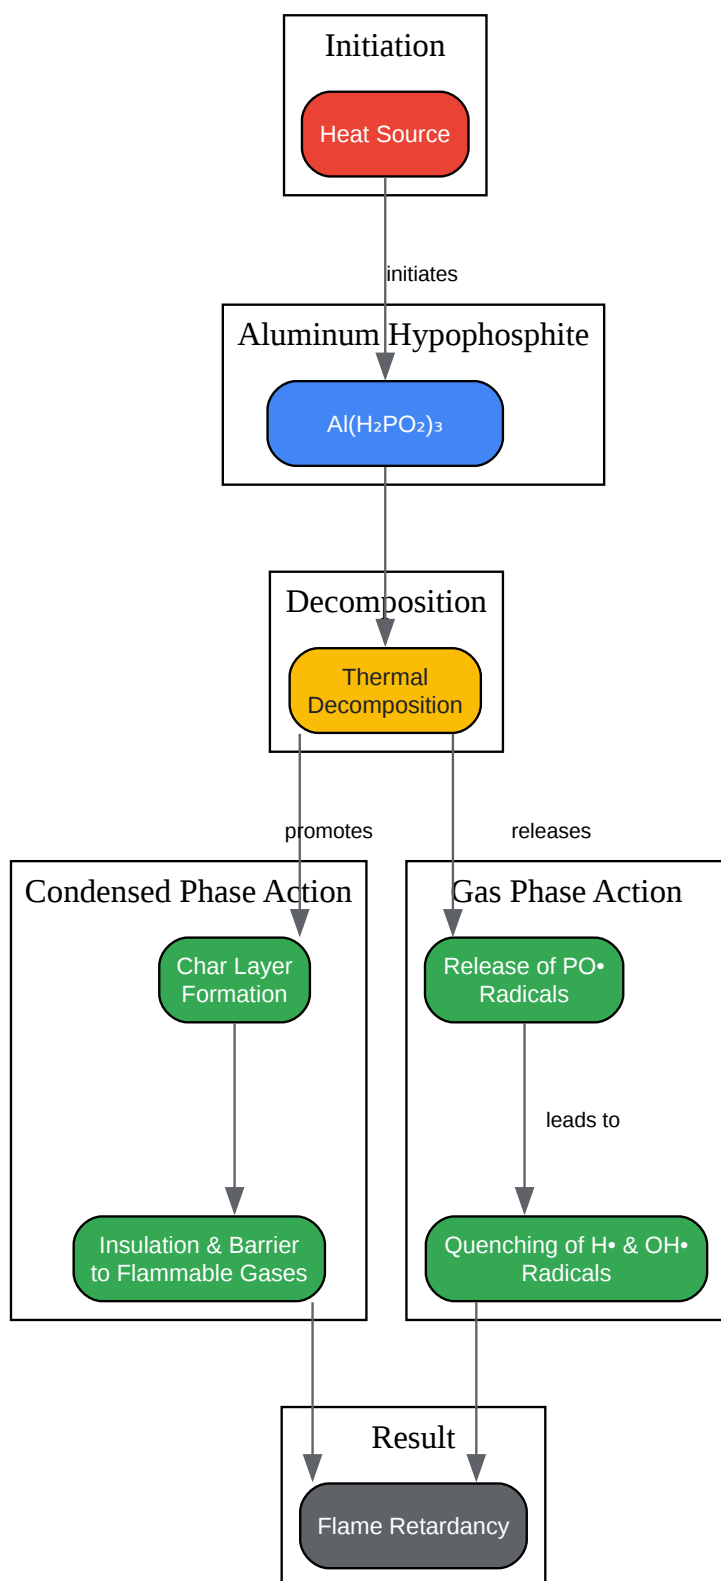 Initiation
Heat Source
initiates
Aluminum Hypophosphite
Al(H₂PO₂)₃
Decomposition
Thermal
Decomposition
promotes
releases
Condensed Phase Action
Char Layer
Formation
Insulation & Barrier
to Flammable Gases
Gas Phase Action
Release of PO•
Radicals
leads to
Quenching of H• & OH•
Radicals
Result
Flame Retardancy